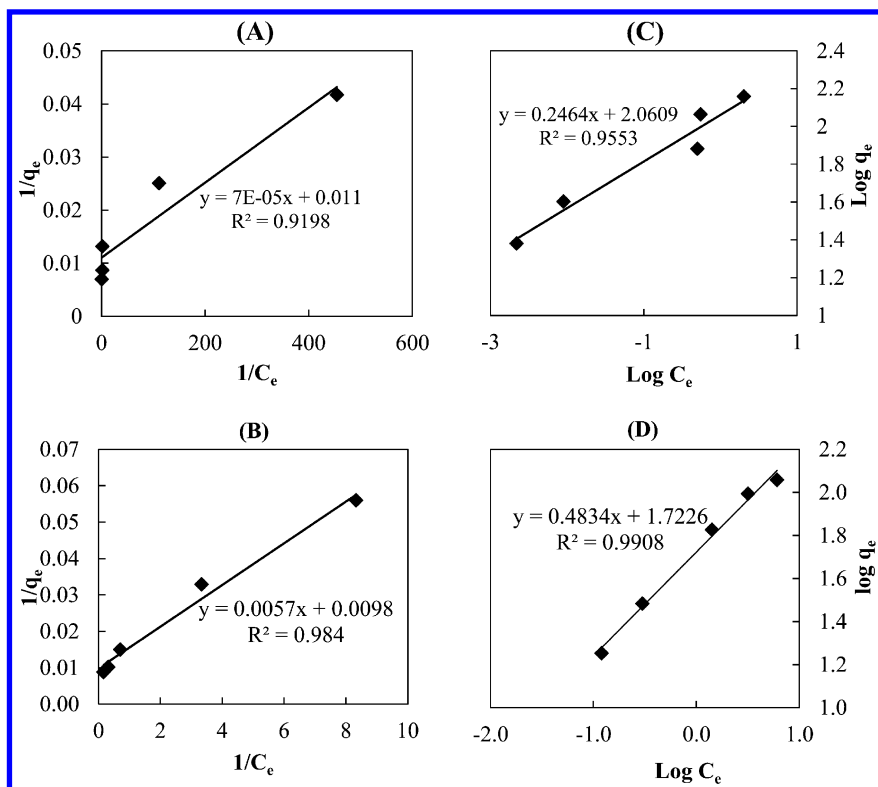 (A)
0.05
0.04
0.03
0.02
0.01
0
1/qe
y = 7E-05x + 0.011
R² = 0.9198
0
200
400
600
1/Ce
(C)
2.4
2.2
2
1.8
1.6
1.4
1.2
1
Log qe
y = 0.2464x + 2.0609
R² = 0.9553
-3
-1
1
Log Ce
(B)
0.07
0.06
0.05
0.04
0.03
0.02
0.01
0.00
1/qe
y = 0.0057x + 0.0098
R² = 0.984
0
2
4
6
8
10
1/Ce
(D)
2.2
2.0
1.8
1.6
1.4
1.2
1.0
log qe
y = 0.4834x + 1.7226
R² = 0.9908
-2.0
-1.0
0.0
1.0
Log Ce